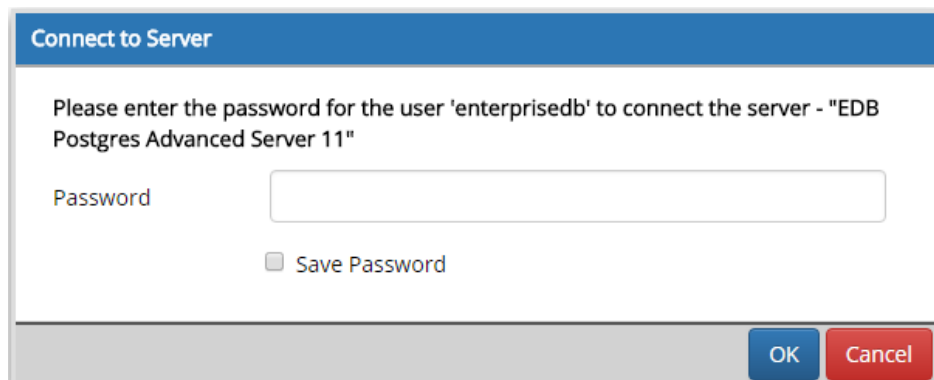 Connect to Server
Please enter the password for the user 'enterprisedb' to connect the server - "EDB
Postgres Advanced Server 11"
Password
Save Password
OK Cancel